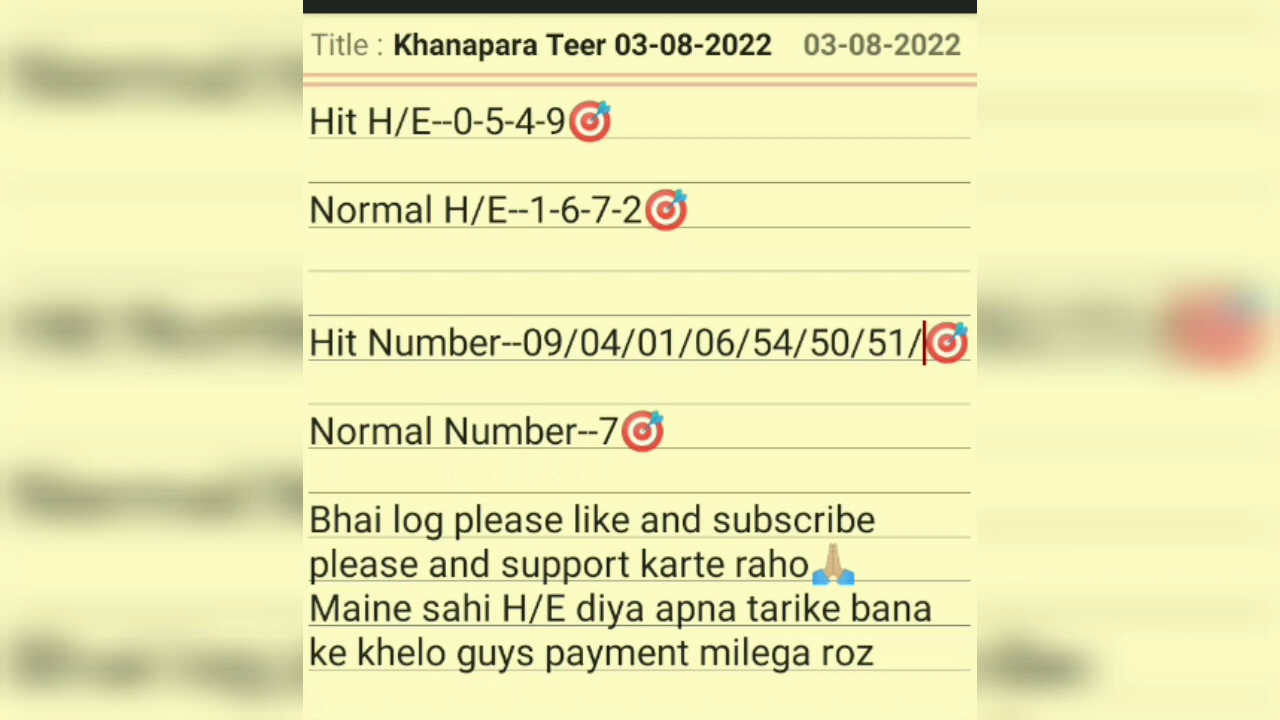 Title : Khanapara Teer 03-08-2022 03-08-2022
Hit H/E--0-5-4-9🎯
Normal H/E--1-6-7-2🎯
Hit Number--09/04/01/06/54/50/51/🎯
Normal Number--7🎯
Bhai log please like and subscribe
please and support karte raho🙏🏼
Maine sahi H/E diya apna tarike bana
ke khelo guys payment milega roz